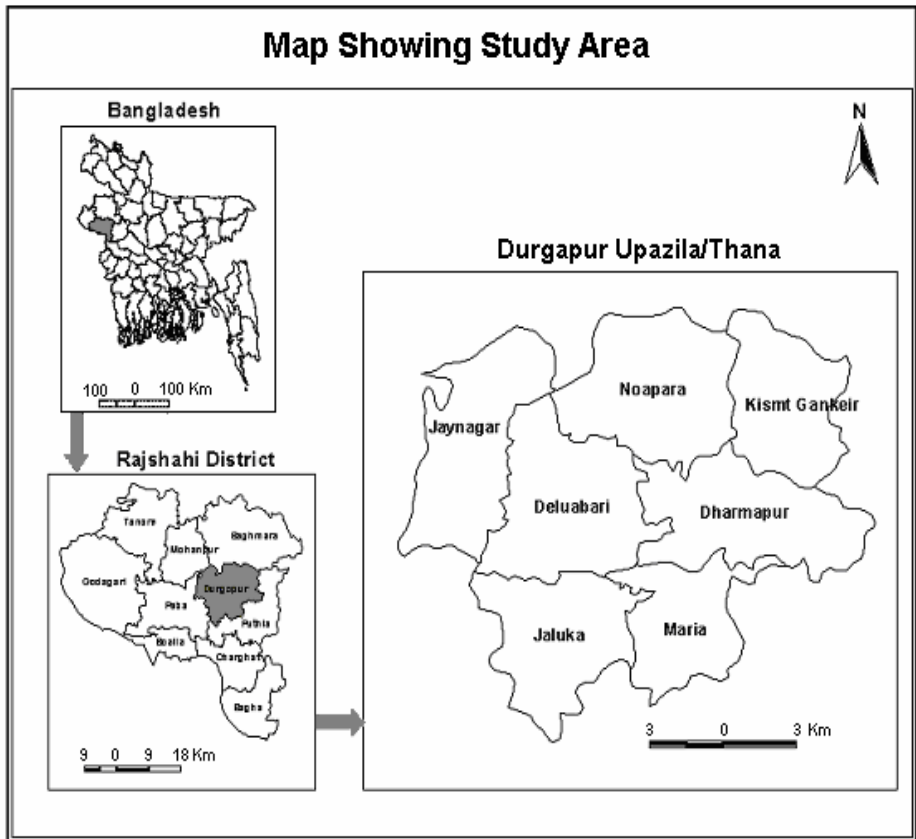 Map Showing Study Area
Bangladesh
N
100 0 100 Km
Durgapur Upazila/Thana
Noapara
Kismt Gankeir
Jaynagar
Deluabari
Dharmapur
Jaluka
Maria
3 0 3 Km
Rajshahi District
Tanore
Mohanpur
Baghmara
Godagari
Durgapur
Paba
Puthia
Boalia
Charghat
Bagha
9 0 9 18 Km